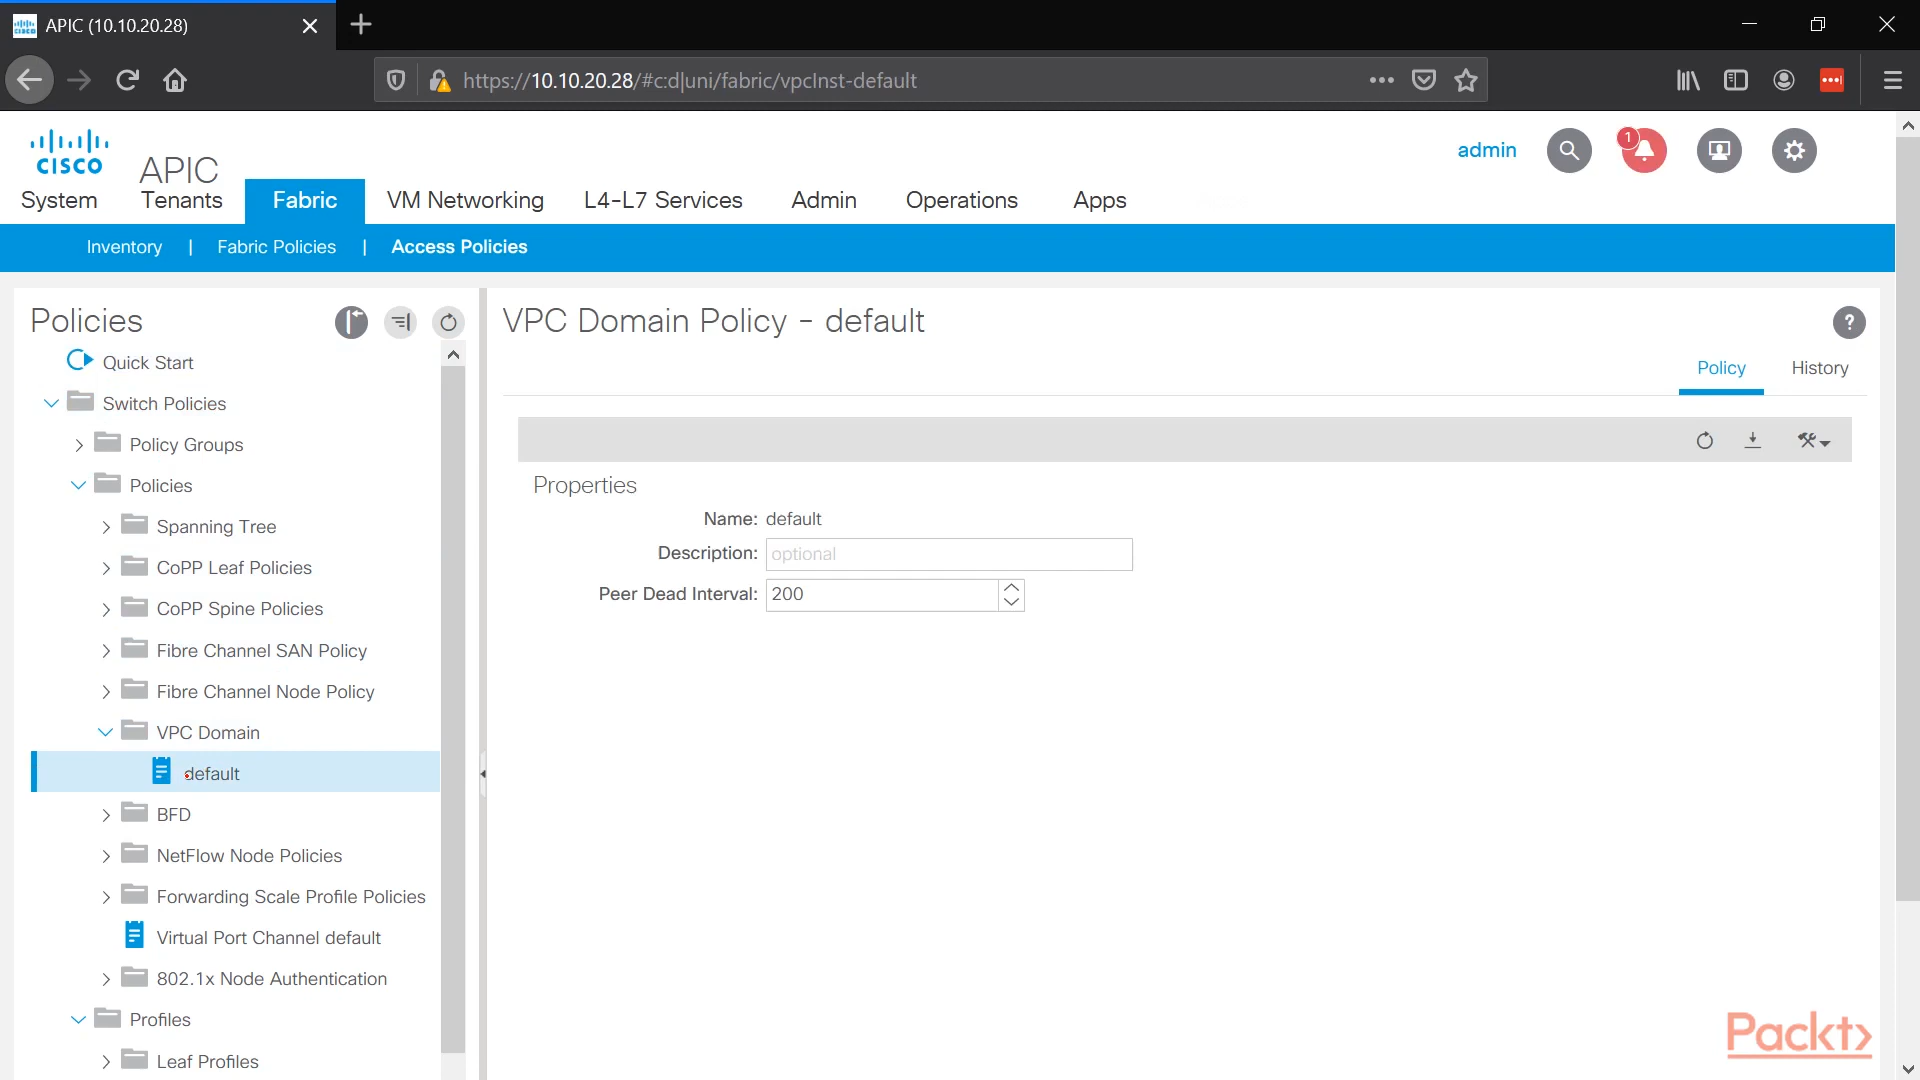 APIC (10.10.20.28)
https://10.10.20.28/#c:d|uni/fabric/vpcInst-default
CISCO
APIC
admin
1
System Tenants Fabric VM Networking L4-L7 Services Admin Operations Apps
Inventory | Fabric Policies | Access Policies
Policies
Quick Start
Switch Policies
Policy Groups
Policies
Spanning Tree
CoPP Leaf Policies
CoPP Spine Policies
Fibre Channel SAN Policy
Fibre Channel Node Policy
VPC Domain
default
BFD
NetFlow Node Policies
Forwarding Scale Profile Policies
Virtual Port Channel default
802.1x Node Authentication
Profiles
Leaf Profiles
VPC Domain Policy - default
?
Policy History
Properties
Name: default
Description: optional
Peer Dead Interval: 200
Packt>